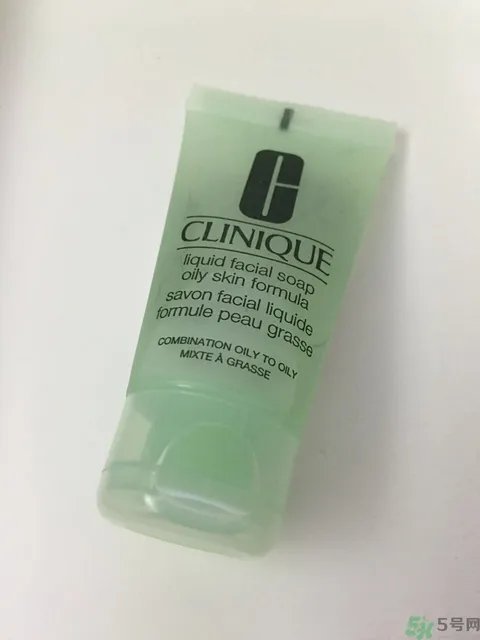 C
CLINIQUE
liquid facial soap
oily skin formula
savon facial liquide
formule peau grasse
COMBINATION OILY TO OILY
MIXTE À GRASSE
5号网